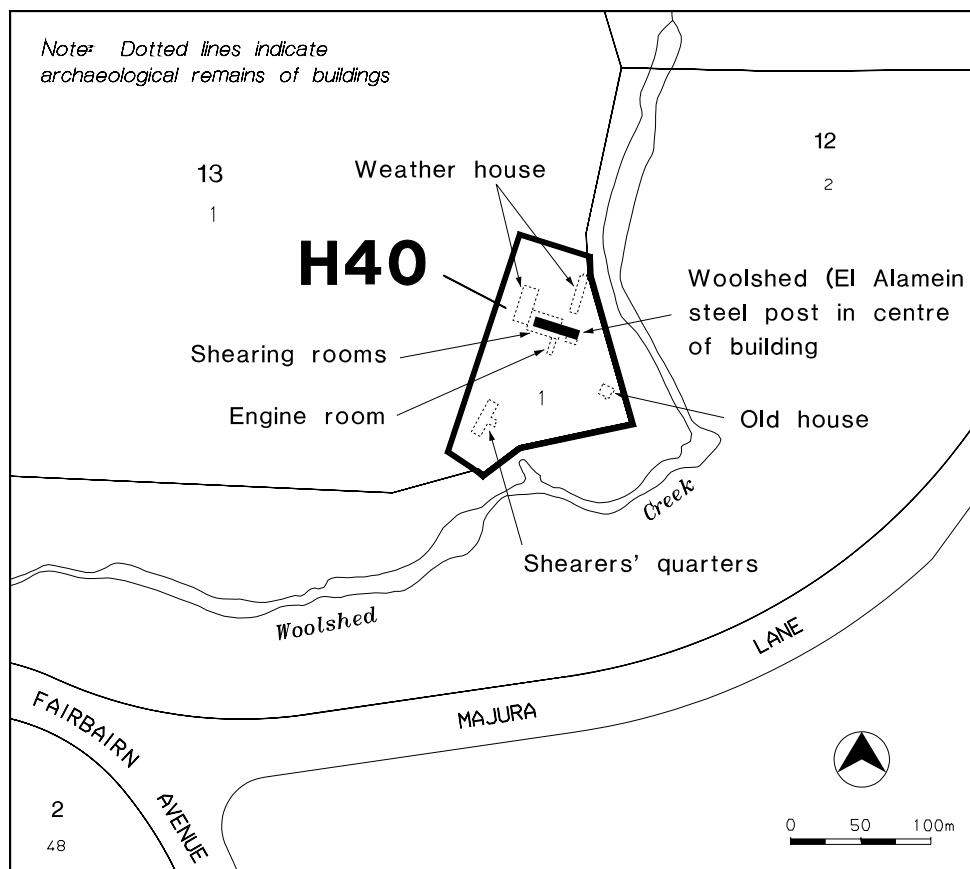 Note: Dotted lines indicate
archaeological remains of buildings
13
1
12
2
Weather house
H40
Woolshed (El Alamein
steel post in centre
of building
Shearing rooms
Engine room
1
Old house
Creek
Shearers' quarters
Woolshed
LANE
MAJURA
FAIRBAIRN
AVENUE
2
48
0 50 100m